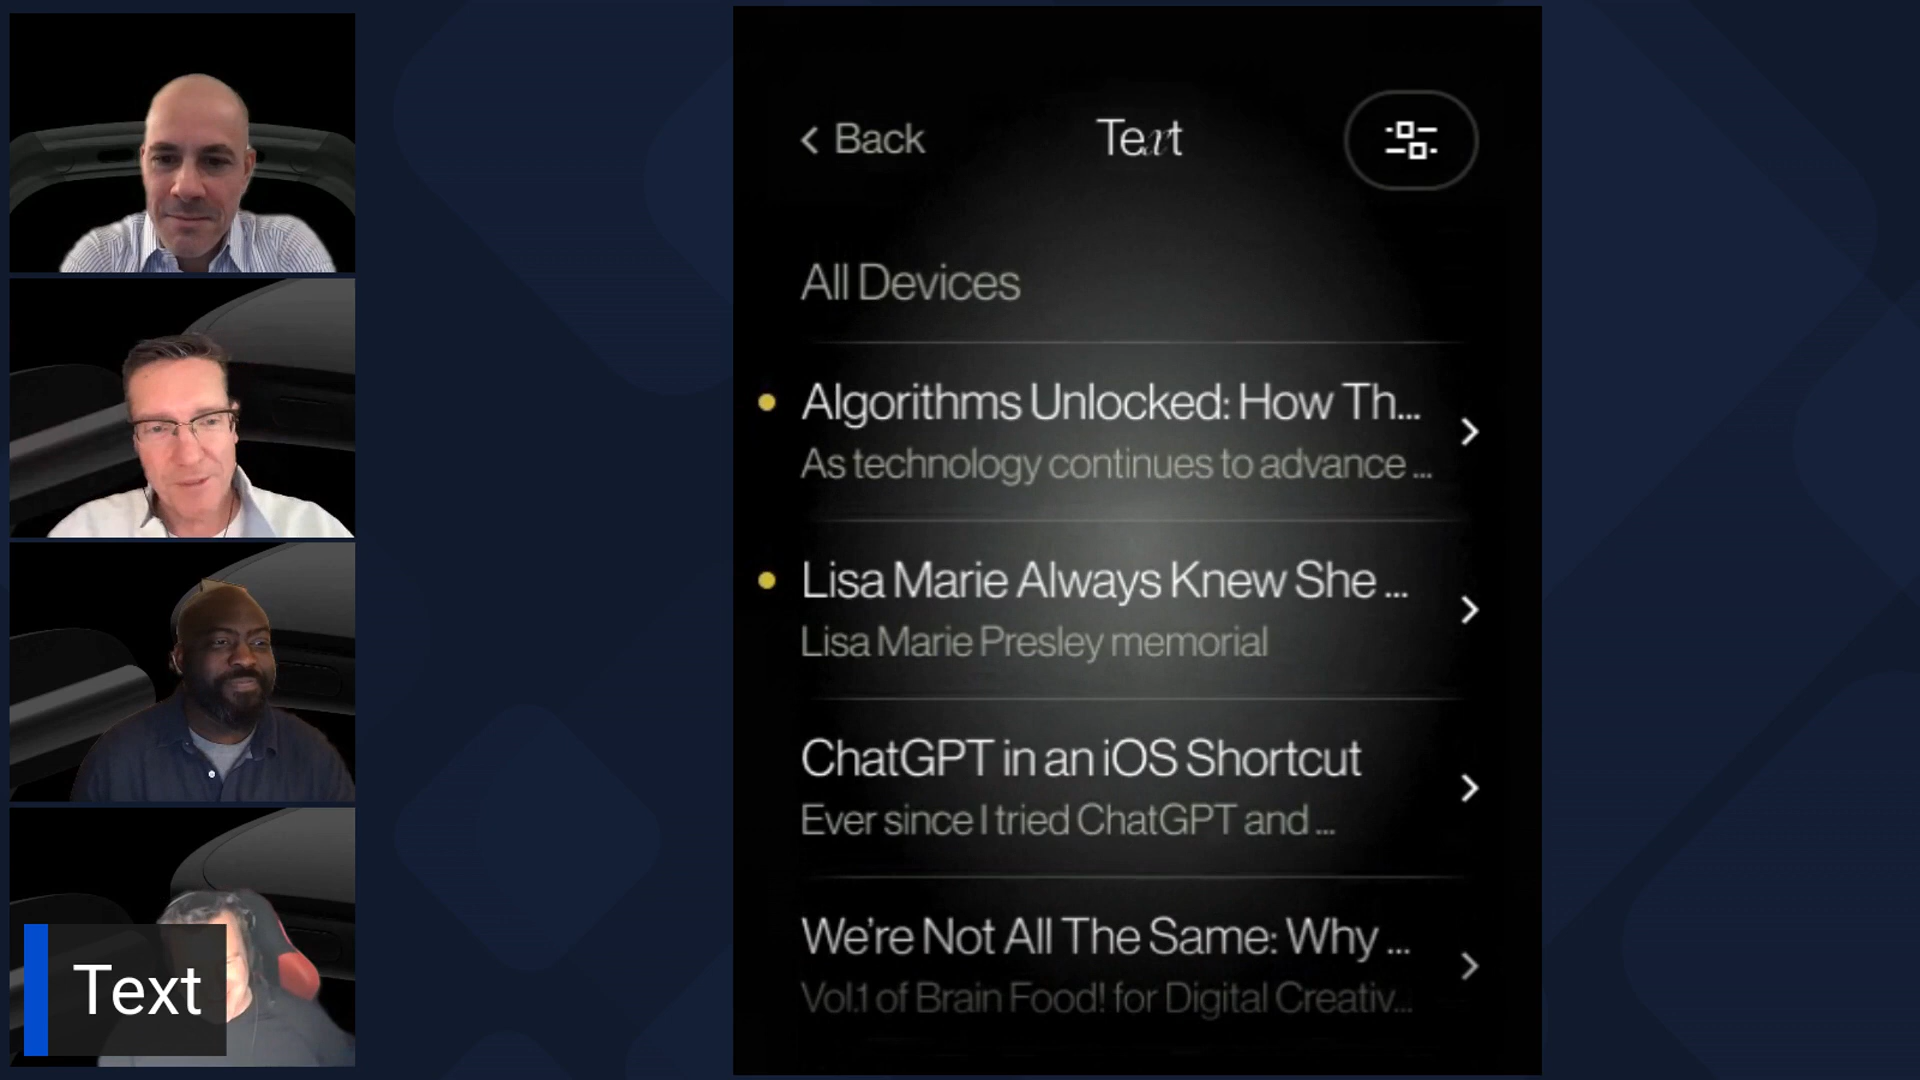 Back
Text
All Devices
Algorithms Unlocked: How Th...
As technology continues to advance ...
Lisa Marie Always Knew She ...
Lisa Marie Presley memorial
ChatGPT in an iOS Shortcut
Ever since I tried ChatGPT and ...
We're Not All The Same: Why ...
Vol.1 of Brain Food! for Digital Creativ...
Text